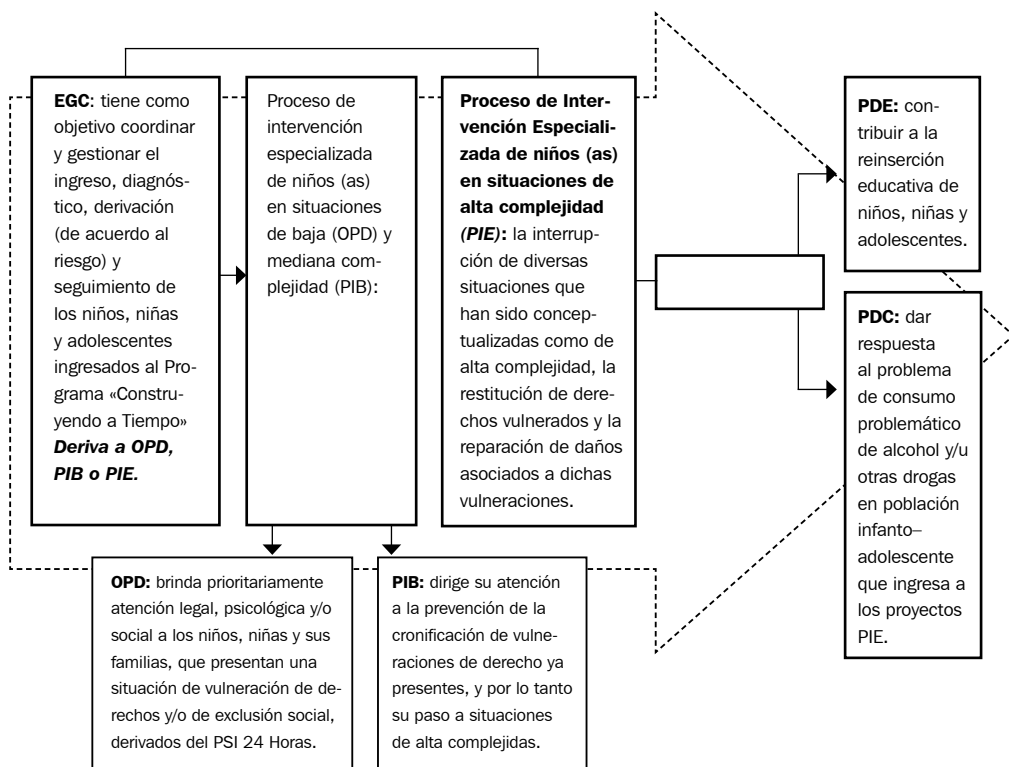 EGC: tiene como
objetivo coordinar
y gestionar el
ingreso, diagnós-
tico, derivación
(de acuerdo al
riesgo) y
seguimiento de
los niños, niñas
y adolescentes
ingresados al Pro-
grama «Constru-
yendo a Tiempo»
Deriva a OPD,
PIB o PIE.
Proceso de
intervención
especializada
de niños (as)
en situaciones
de baja (OPD) y
mediana com-
plejidad (PIB):
Proceso de Inter-
vención Especiali-
zada de niños (as)
en situaciones de
alta complejidad
(PIE): la interrup-
ción de diversas
situaciones que
han sido concep-
tualizadas como de
alta complejidad, la
restitución de dere-
chos vulnerados y la
reparación de daños
asociados a dichas
vulneraciones.
PDE: con-
tribuir a la
reinserción
educativa de
niños, niñas y
adolescentes.
PDC: dar
respuesta
al problema
de consumo
problemático
de alcohol y/u
otras drogas
en población
infanto–
adolescente
que ingresa a
los proyectos
PIE.
OPD: brinda prioritariamente
atención legal, psicológica y/o
social a los niños, niñas y sus
familias, que presentan una
situación de vulneración de de-
rechos y/o de exclusión social,
derivados del PSI 24 Horas.
PIB: dirige su atención
a la prevención de la
cronificación de vulne-
raciones de derecho ya
presentes, y por lo tanto
su paso a situaciones
de alta complejidas.